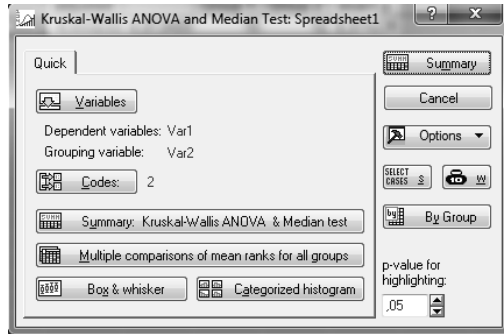 Kruskal-Wallis ANOVA and Median Test: Spreadsheet1
? X
Quick
Variables
Dependent variables: Var1
Grouping variable: Var2
Codes: 2
Summary: Kruskal-Wallis ANOVA & Median test
Multiple comparisons of mean ranks for all groups
Box & whisker
Categorized histogram
Summary
Cancel
Options
SELECT CASES S
W
By Group
p-value for
highlighting:
,05